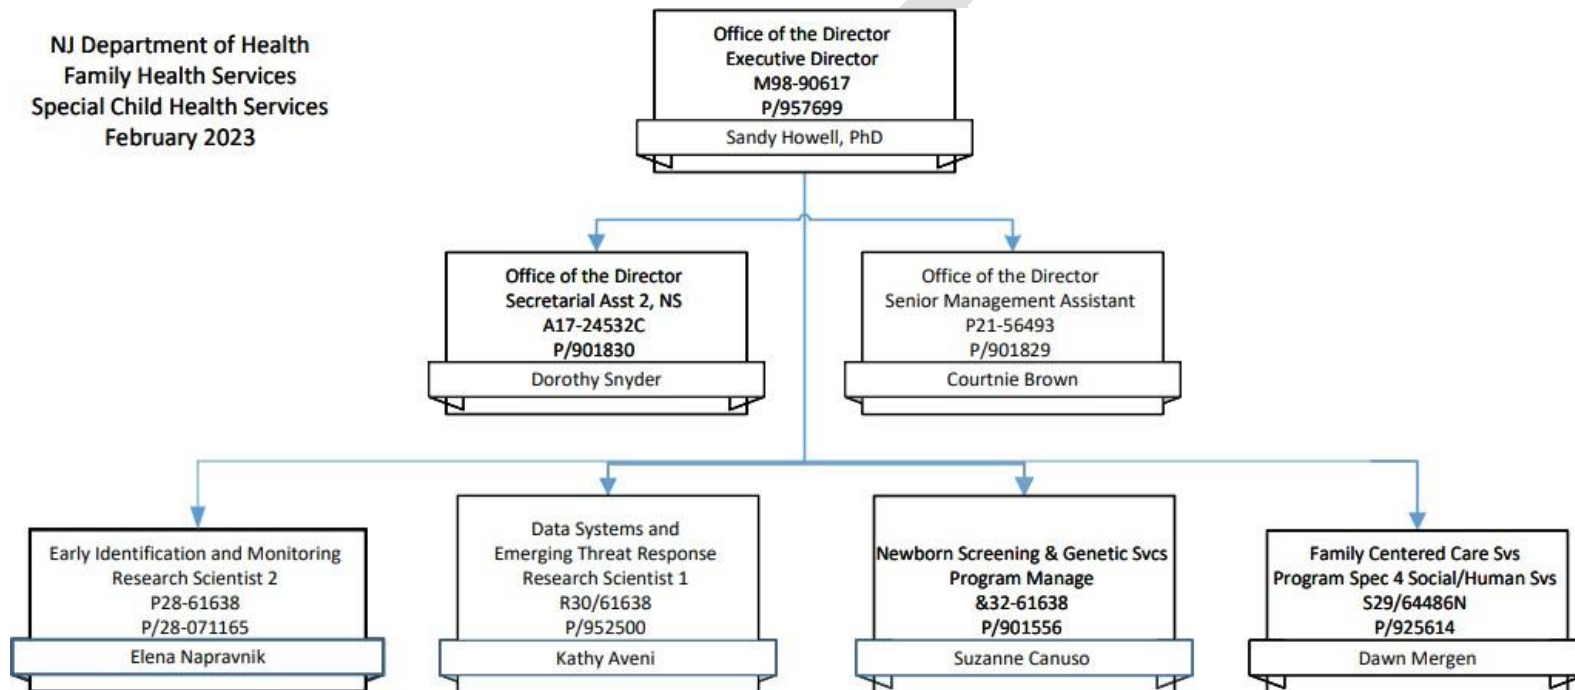 NJ Department of Health
Family Health Services
Special Child Health Services
February 2023
Office of the Director
Executive Director
M98-90617
P/957699
Sandy Howell, PhD
Office of the Director
Secretarial Asst 2, NS
A17-24532C
P/901830
Dorothy Snyder
Office of the Director
Senior Management Assistant
P21-56493
P/901829
Courtnie Brown
Early Identification and Monitoring
Research Scientist 2
P28-61638
P/28-071165
Elena Napravnik
Data Systems and
Emerging Threat Response
Research Scientist 1
R30/61638
P/952500
Kathy Aveni
Newborn Screening & Genetic Svcs
Program Manage
&32-61638
P/901556
Suzanne Canuso
Family Centered Care Svs
Program Spec 4 Social/Human Svs
S29/64486N
P/925614
Dawn Mergen